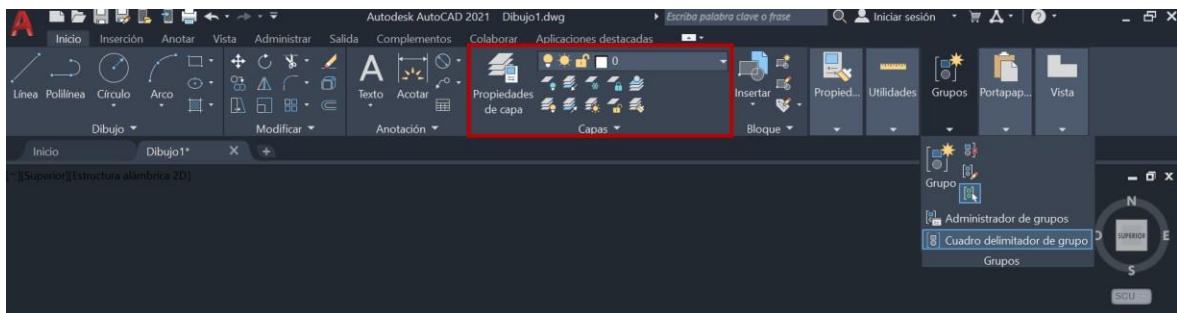 Autodesk AutoCAD 2021 Dibujo1.dwg Escriba palabra clave o frase Iniciar sesión
Inicio Inserción Anotar Vista Administrar Salida Complementos Colaborar Aplicaciones destacadas
0
Línea Polilínea Círculo Arco Texto Acotar Propiedades de capa Insertar Propied... Utilidades Grupos Portapap... Vista
Dibujo Modificar Anotación Capas Bloque
Inicio Dibujo1*
[-][Superior][Estructura alámbrica 2D]
Grupo
Administrador de grupos
Cuadro delimitador de grupo
Grupos
N
O SUPERIOR E
S
SCU